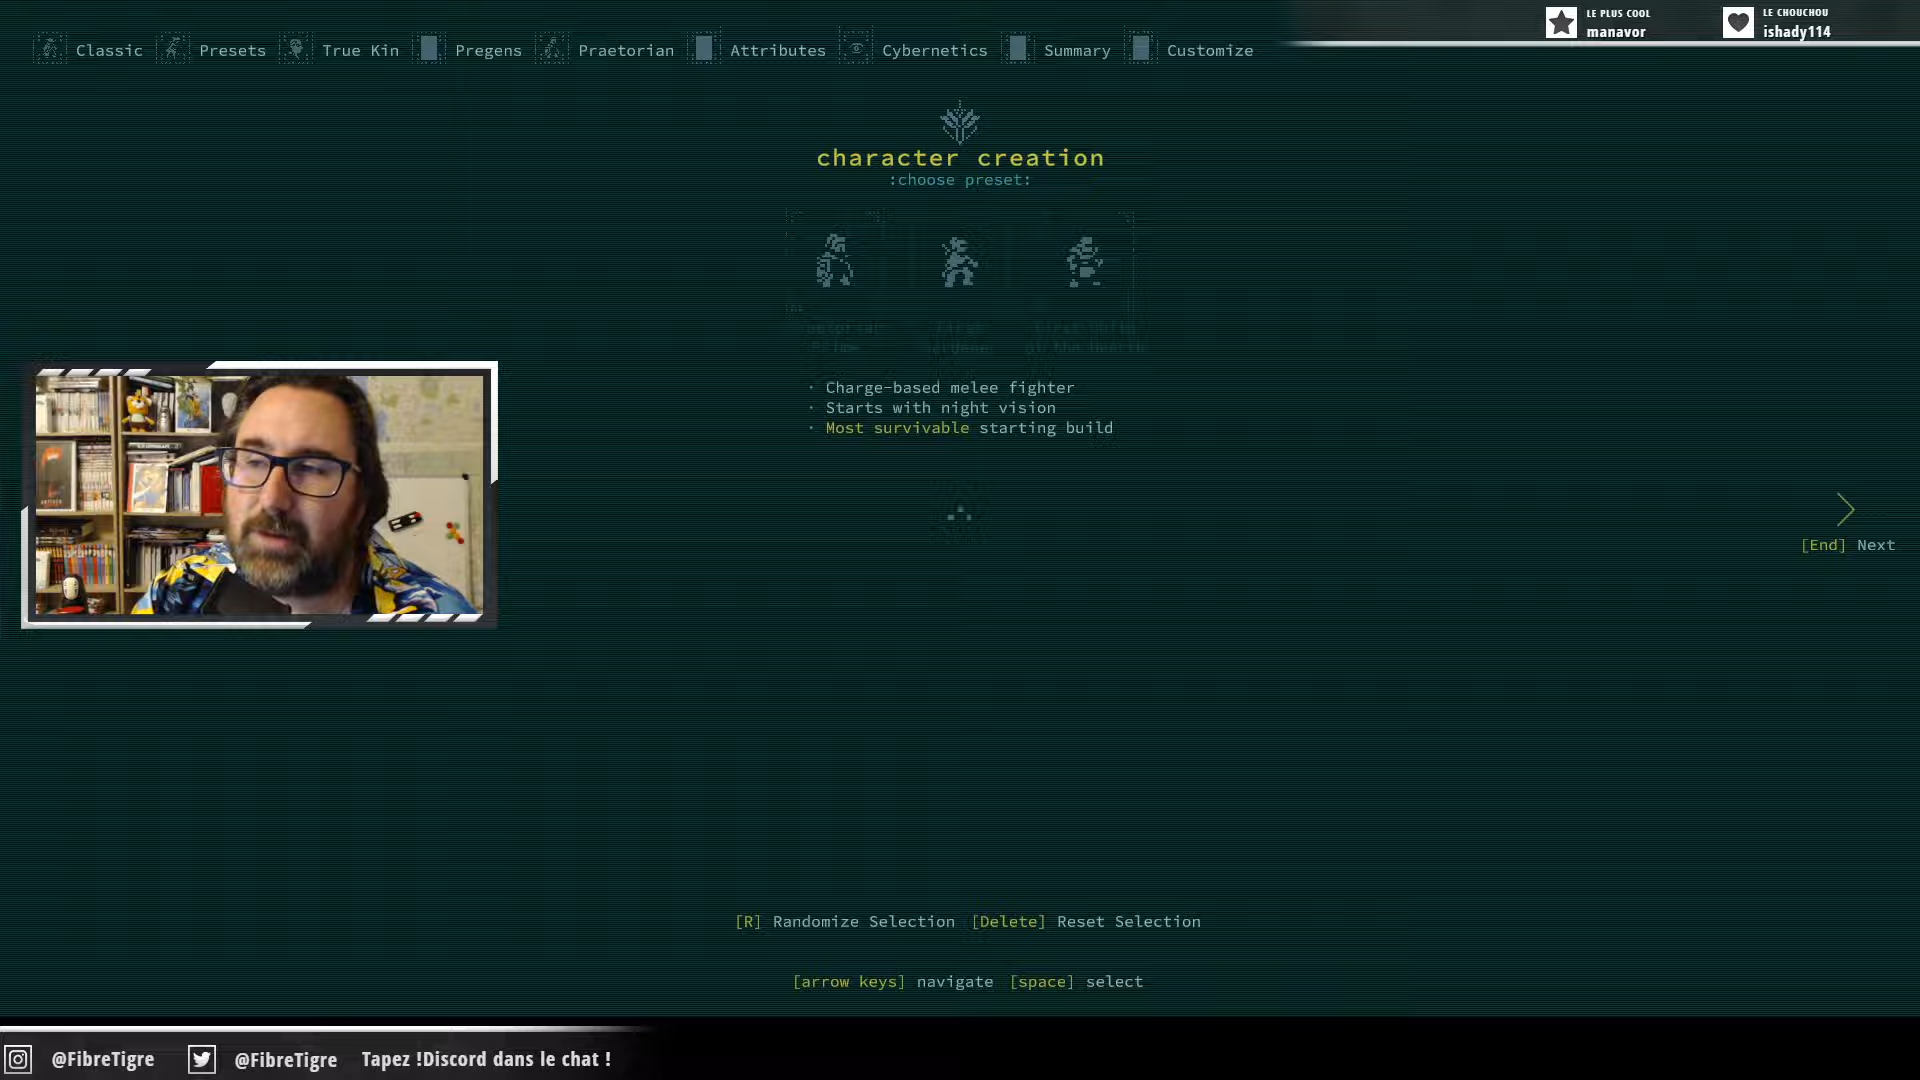 LE PLUS COOL
manavor
LE CHOUCHOU
ishady114
Classic
Presets
True Kin
Pregens
Praetorian
Attributes
Cybernetics
Summary
Customize
character creation
:choose preset:
· Charge-based melee fighter
· Starts with night vision
· Most survivable starting build
[End] Next
[R] Randomize Selection [Delete] Reset Selection
[arrow keys] navigate [space] select
@FibreTigre
@FibreTigre
Tapez !Discord dans le chat !